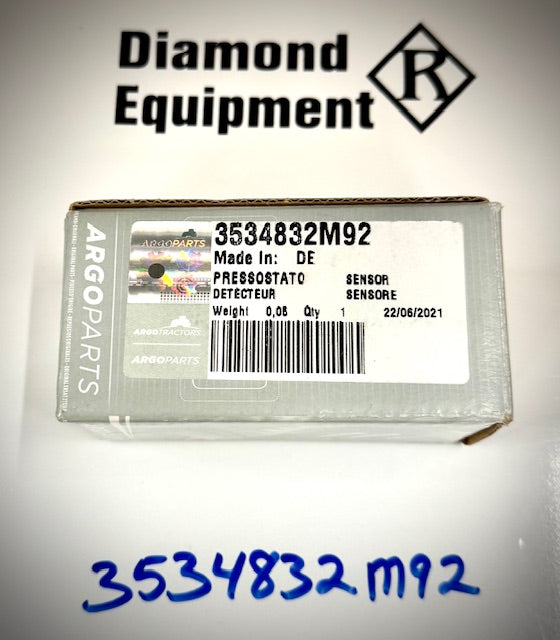 Diamond R
Equipment
ARGOPARTS
ARGOPARTS
3534832M92
Made In: DE
PRESSOSTATO SENSOR
DETECTEUR SENSORE
Weight 0,05 Qty 1 22/06/2021
ARGOTRACTORS
ARGOPARTS
3534832M92